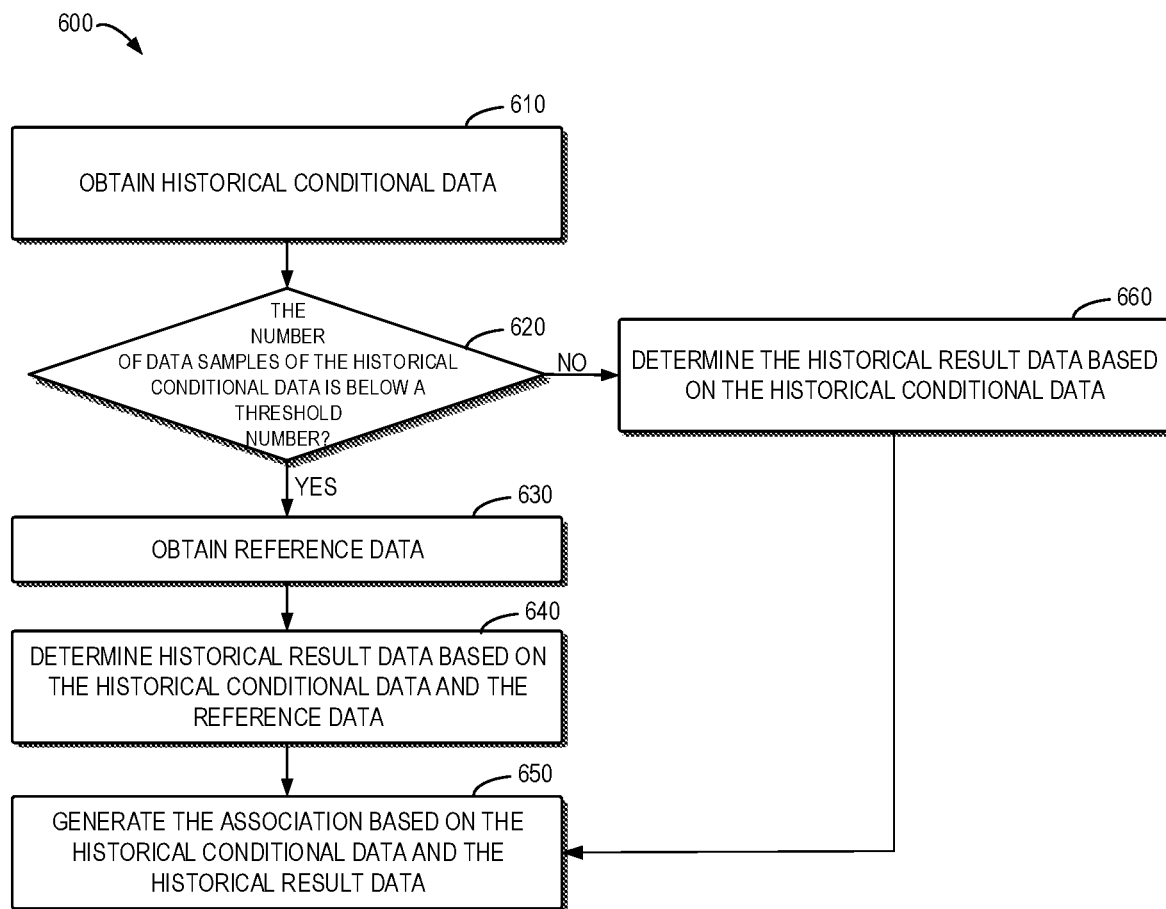 600
610
OBTAIN HISTORICAL CONDITIONAL DATA
620
THE
NUMBER
OF DATA SAMPLES OF THE HISTORICAL
CONDITIONAL DATA IS BELOW A
THRESHOLD
NUMBER?
NO
660
DETERMINE THE HISTORICAL RESULT DATA BASED
ON THE HISTORICAL CONDITIONAL DATA
YES
630
OBTAIN REFERENCE DATA
640
DETERMINE HISTORICAL RESULT DATA BASED ON
THE HISTORICAL CONDITIONAL DATA AND THE
REFERENCE DATA
650
GENERATE THE ASSOCIATION BASED ON THE
HISTORICAL CONDITIONAL DATA AND THE
HISTORICAL RESULT DATA